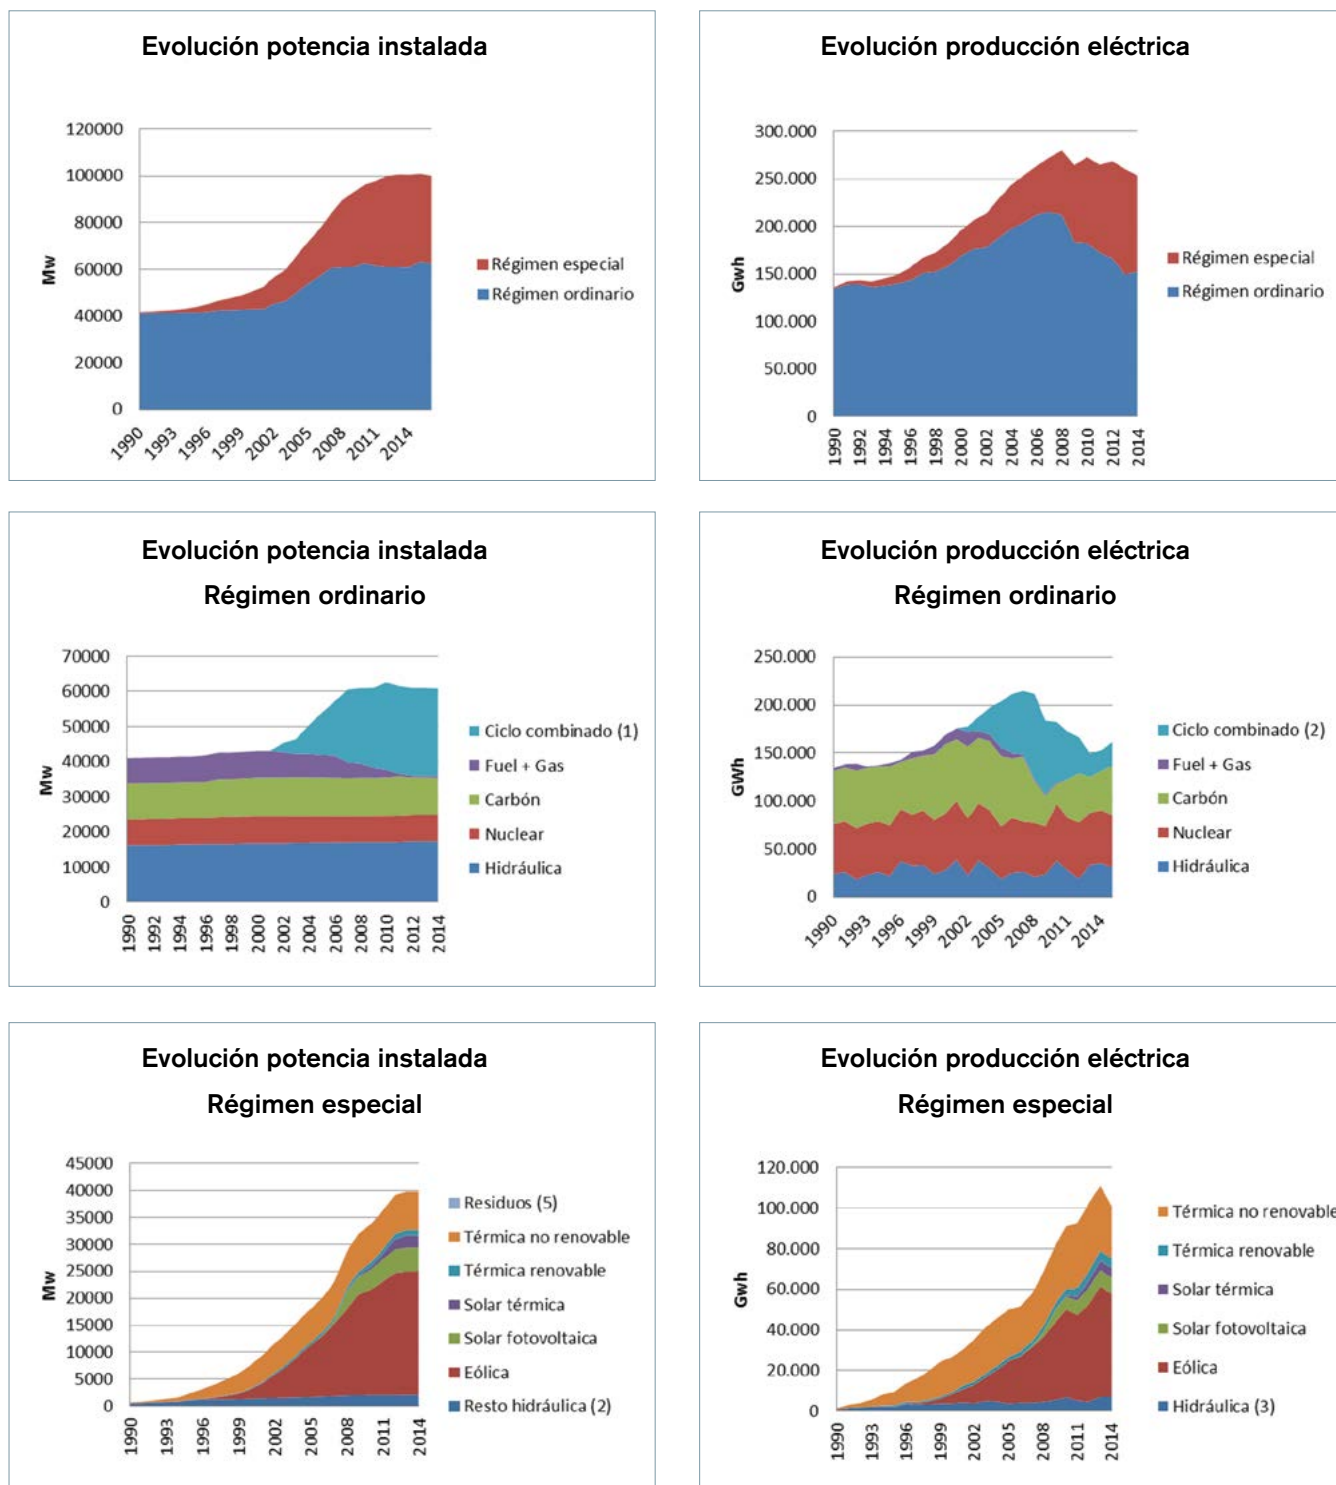 Evolución potencia instalada
120000
100000
80000
60000
40000
20000
0
Mw
1990
1993
1996
1999
2002
2005
2008
2011
2014
Régimen especial
Régimen ordinario
Evolución producción eléctrica
300.000
250.000
200.000
150.000
100.000
50.000
0
Gwh
1990
1992
1994
1996
1998
2000
2002
2004
2006
2008
2010
2012
2014
Régimen especial
Régimen ordinario
Evolución potencia instalada
Régimen ordinario
70000
60000
50000
40000
30000
20000
10000
0
Mw
1990
1992
1994
1996
1998
2000
2002
2004
2006
2008
2010
2012
2014
Ciclo combinado (1)
Fuel + Gas
Carbón
Nuclear
Hidráulica
Evolución producción eléctrica
Régimen ordinario
250.000
200.000
150.000
100.000
50.000
0
GWh
1990
1993
1996
1999
2002
2005
2008
2011
2014
Ciclo combinado (2)
Fuel + Gas
Carbón
Nuclear
Hidráulica
Evolución potencia instalada
Régimen especial
45000
40000
35000
30000
25000
20000
15000
10000
5000
0
Mw
1990
1993
1996
1999
2002
2005
2008
2011
2014
Residuos (5)
Térmica no renovable
Térmica renovable
Solar térmica
Solar fotovoltaica
Eólica
Resto hidráulica (2)
Evolución producción eléctrica
Régimen especial
120.000
100.000
80.000
60.000
40.000
20.000
0
Gwh
1990
1993
1996
1999
2002
2005
2008
2011
2014
Térmica no renovable
Térmica renovable
Solar térmica
Solar fotovoltaica
Eólica
Hidráulica (3)